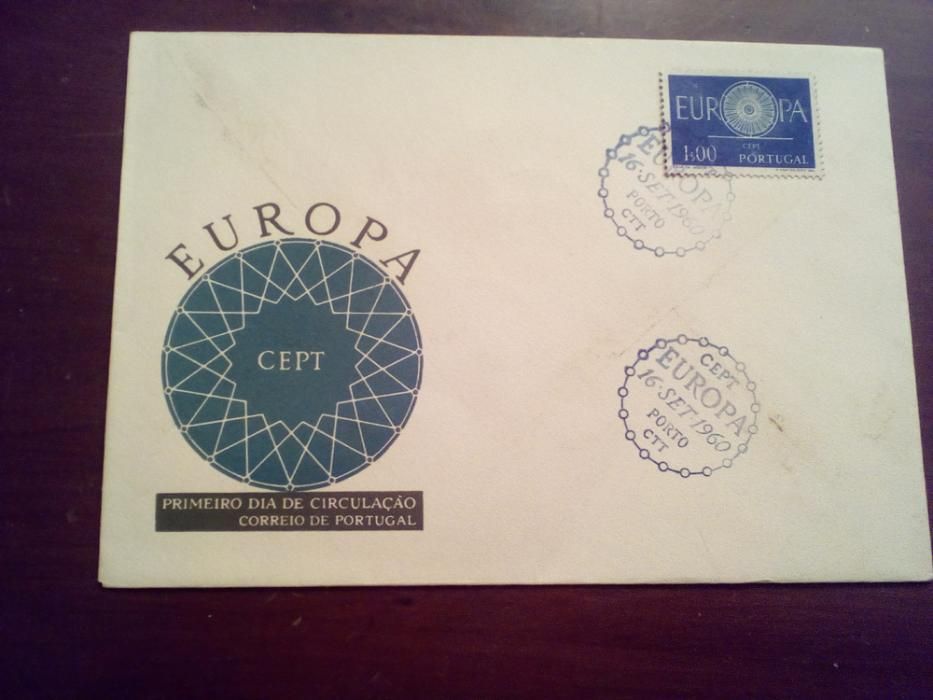 EUROPA
CEPT
1$00
PORTUGAL
EUROPA
16·SET·1960
PORTO
CTT
EUROPA
CEPT
PRIMEIRO DIA DE CIRCULAÇÃO
CORREIO DE PORTUGAL
CEPT
EUROPA
16·SET·1960
PORTO
CTT